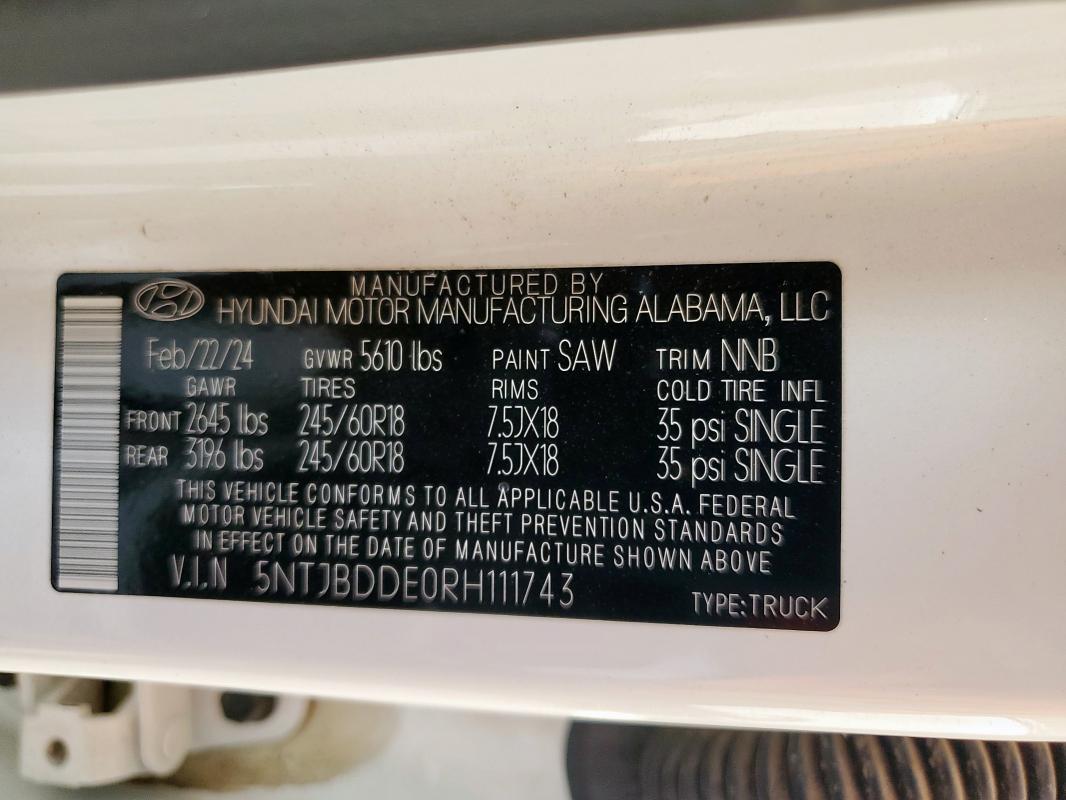 MANUFACTURED BY
HYUNDAI MOTOR MANUFACTURING ALABAMA, LLC
Feb/22/24 GVWR 5610 lbs PAINT SAW TRIM NNB
GAWR TIRES RIMS COLD TIRE INFL
FRONT 2645 lbs 245/60R18 7.5JX18 35 psi SINGLE
REAR 3196 lbs 245/60R18 7.5JX18 35 psi SINGLE
THIS VEHICLE CONFORMS TO ALL APPLICABLE U.S.A. FEDERAL
MOTOR VEHICLE SAFETY AND THEFT PREVENTION STANDARDS
IN EFFECT ON THE DATE OF MANUFACTURE SHOWN ABOVE
V.I.N 5NTJBDDE0RH111743
TYPE:TRUCK